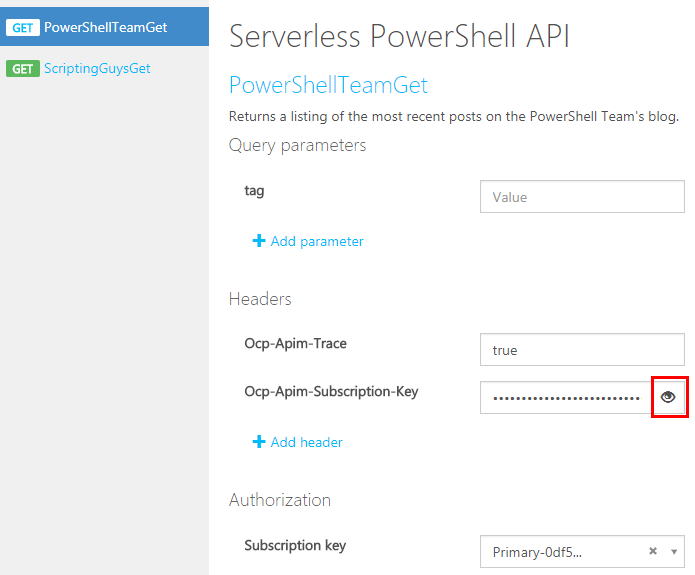 GET PowerShellTeamGet
GET ScriptingGuysGet
Serverless PowerShell API
PowerShellTeamGet
Returns a listing of the most recent posts on the PowerShell Team's blog.
Query parameters
tag
Value
Add parameter
Headers
Ocp-Apim-Trace
true
Ocp-Apim-Subscription-Key
Add header
Authorization
Subscription key
Primary-0df5...